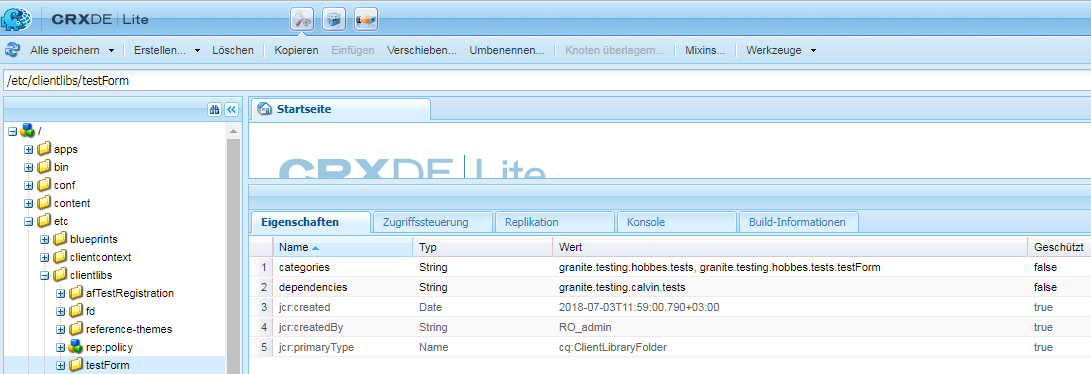 CRXDE | Lite
Alle speichern Erstellen... Löschen Kopieren Einfügen Verschieben... Umbenennen... Knoten überlagern... Mixins... Werkzeuge
/etc/clientlibs/testForm
Startseite
CRXDE | Lite
/
apps
bin
conf
content
etc
blueprints
clientcontext
clientlibs
afTestRegistration
fd
reference-themes
rep:policy
testForm
Eigenschaften Zugriffssteuerung Replikation Konsole Build-Informationen
Name Typ Wert Geschützt
1 categories String granite.testing.hobbes.tests, granite.testing.hobbes.tests.testForm false
2 dependencies String granite.testing.calvin.tests false
3 jcr:created Date 2018-07-03T11:59:00.790+03:00 true
4 jcr:createdBy String RO_admin true
5 jcr:primaryType Name cq:ClientLibraryFolder true